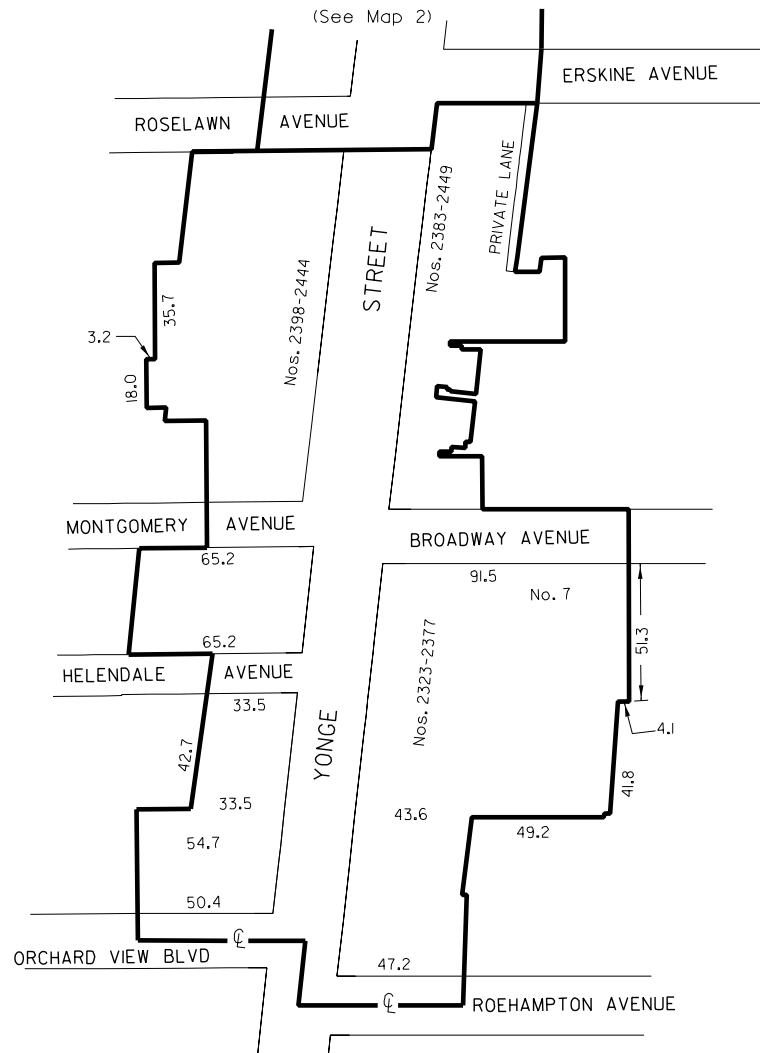 (See Map 2)
ERSKINE AVENUE
ROSELAWN AVENUE
PRIVATE LANE
Nos. 2383-2449
STREET
Nos. 2398-2444
35.7
3.2
18.0
MONTGOMERY AVENUE
BROADWAY AVENUE
65.2
91.5
No. 7
51.3
65.2
HELENDALE AVENUE
33.5
Nos. 2323-2377
YONGE
4.1
42.7
41.8
33.5
43.6
49.2
54.7
50.4
℄
ORCHARD VIEW BLVD
47.2
℄
ROEHAMPTON AVENUE